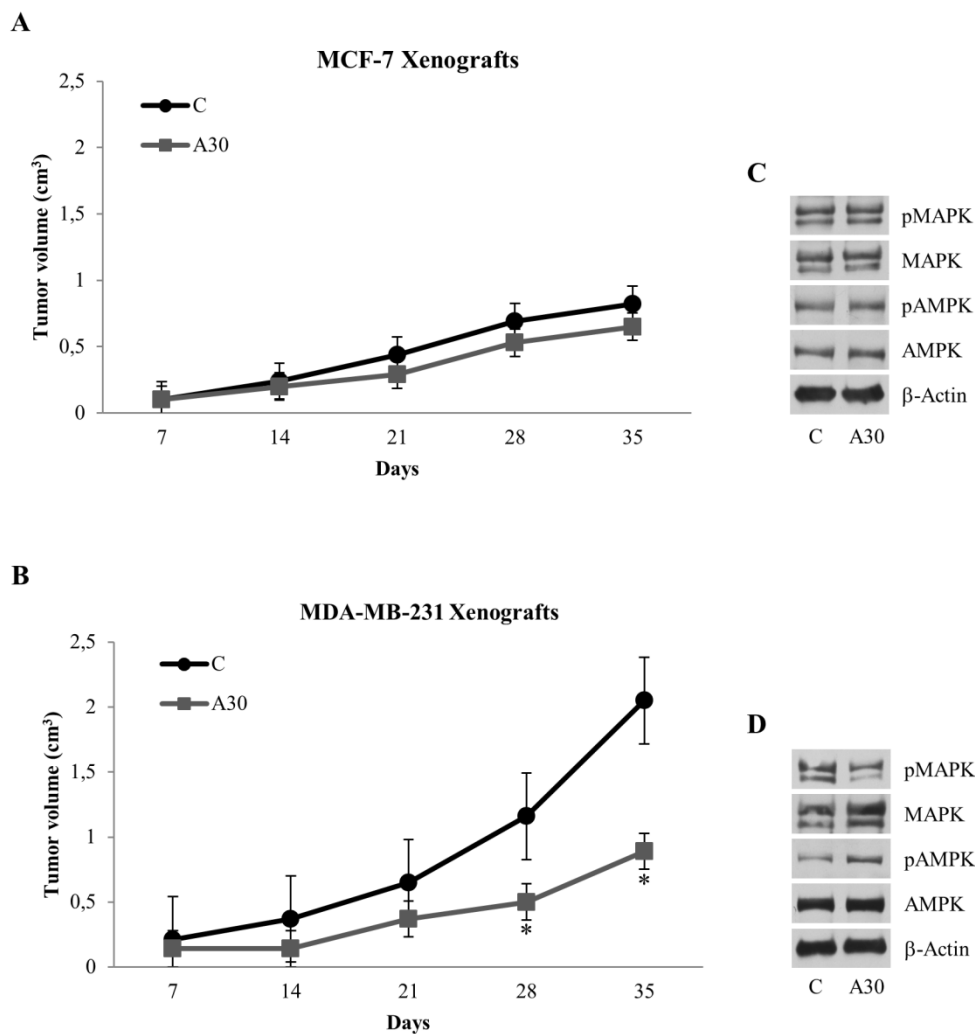 A
MCF-7 Xenografts
2,5
2
1,5
1
0,5
0
Tumor volume (cm³)
C
A30
7 14 21 28 35
Days
C
pMAPK
MAPK
pAMPK
AMPK
β-Actin
C A30
B
MDA-MB-231 Xenografts
2,5
2
1,5
1
0,5
0
Tumor volume (cm³)
C
A30
* *
7 14 21 28 35
Days
D
pMAPK
MAPK
pAMPK
AMPK
β-Actin
C A30